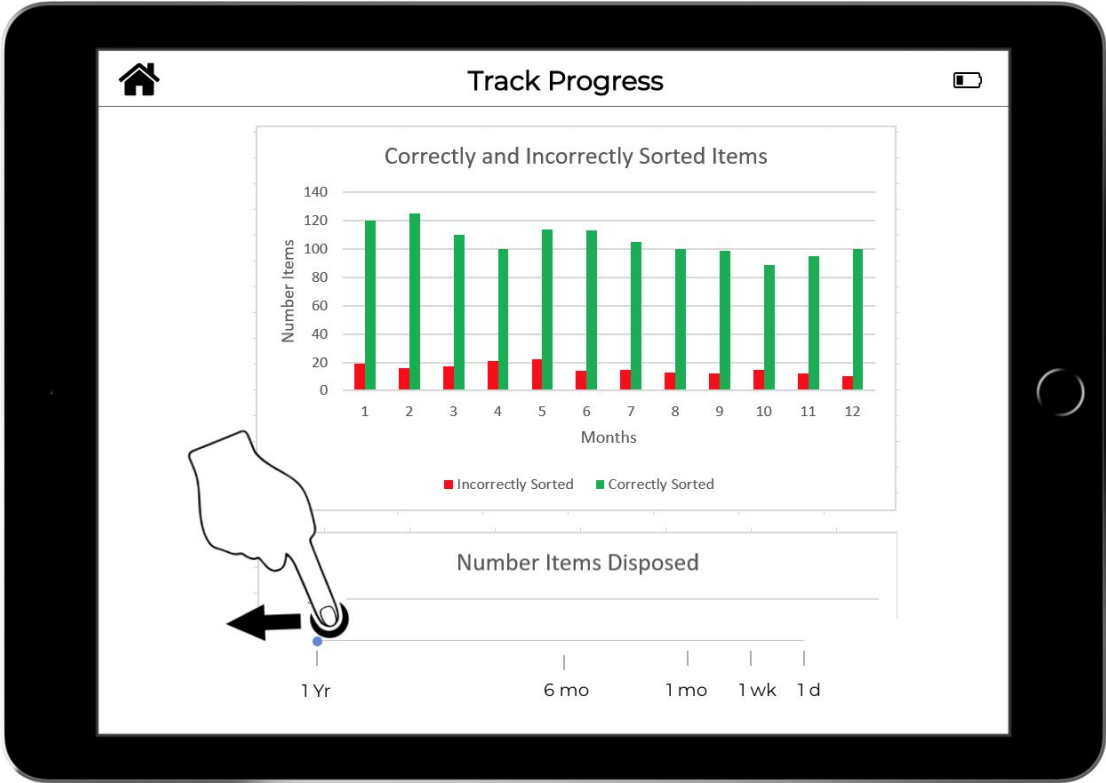 Track Progress
Correctly and Incorrectly Sorted Items
140
120
100
80
60
40
20
0
Number Items
1 2 3 4 5 6 7 8 9 10 11 12
Months
Incorrectly Sorted Correctly Sorted
Number Items Disposed
1 Yr 6 mo 1 mo 1 wk 1 d